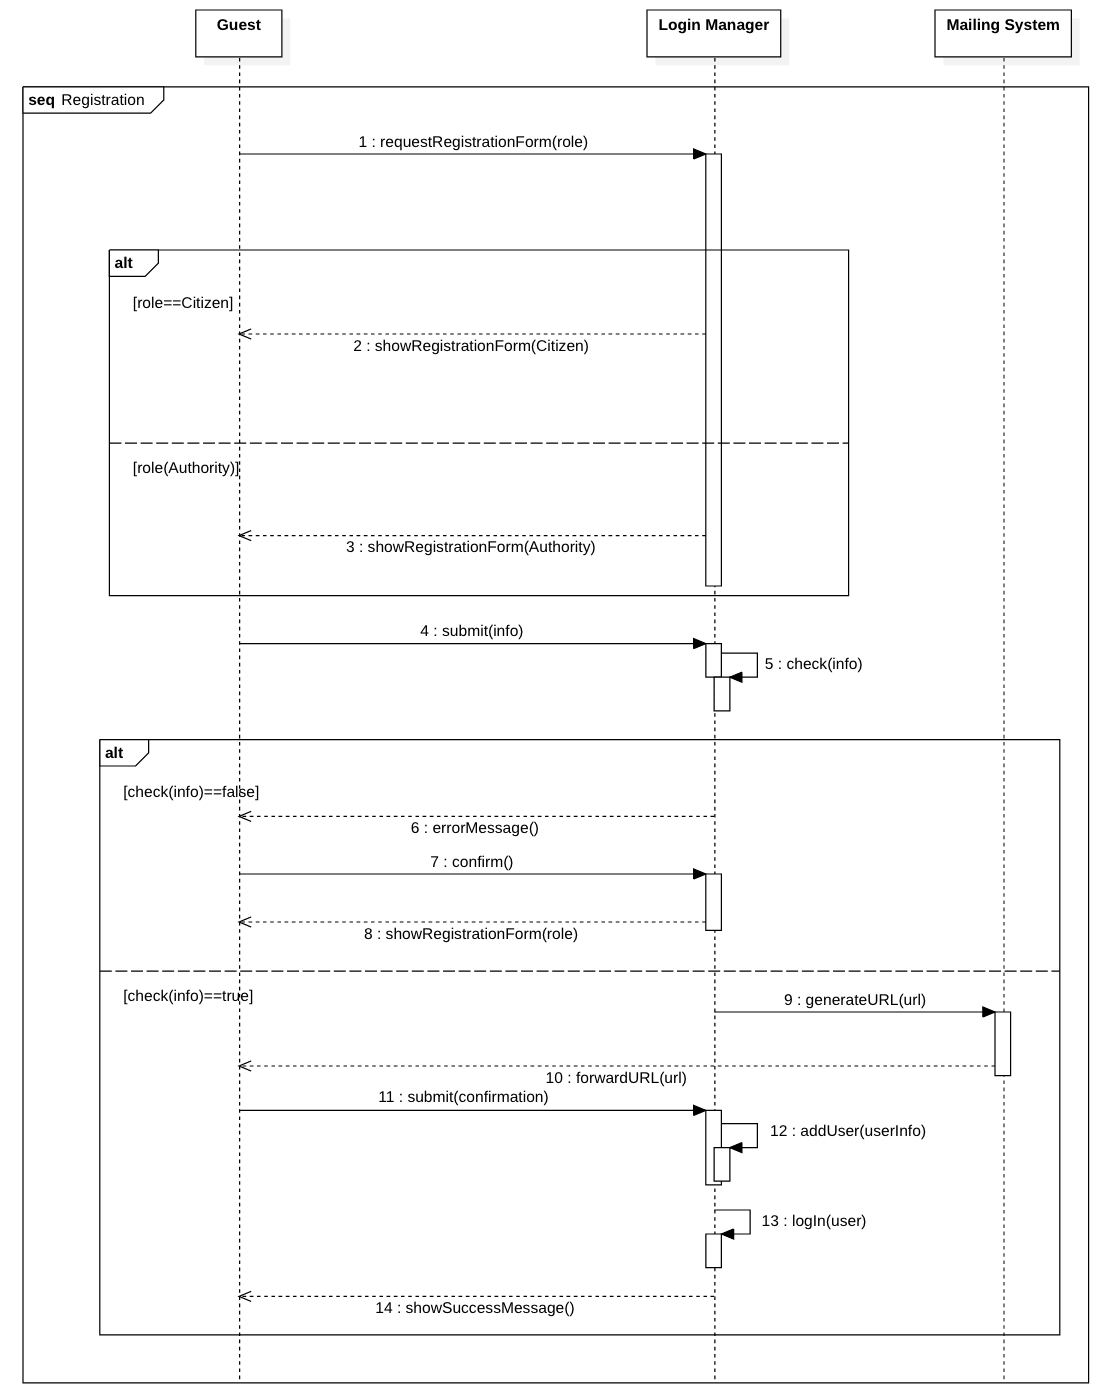 Guest
Login Manager
Mailing System
seq Registration
1 : requestRegistrationForm(role)
alt
[role==Citizen]
2 : showRegistrationForm(Citizen)
[role(Authority)]
3 : showRegistrationForm(Authority)
4 : submit(info)
5 : check(info)
alt
[check(info)==false]
6 : errorMessage()
7 : confirm()
8 : showRegistrationForm(role)
[check(info)==true]
9 : generateURL(url)
10 : forwardURL(url)
11 : submit(confirmation)
12 : addUser(userInfo)
13 : logIn(user)
14 : showSuccessMessage()